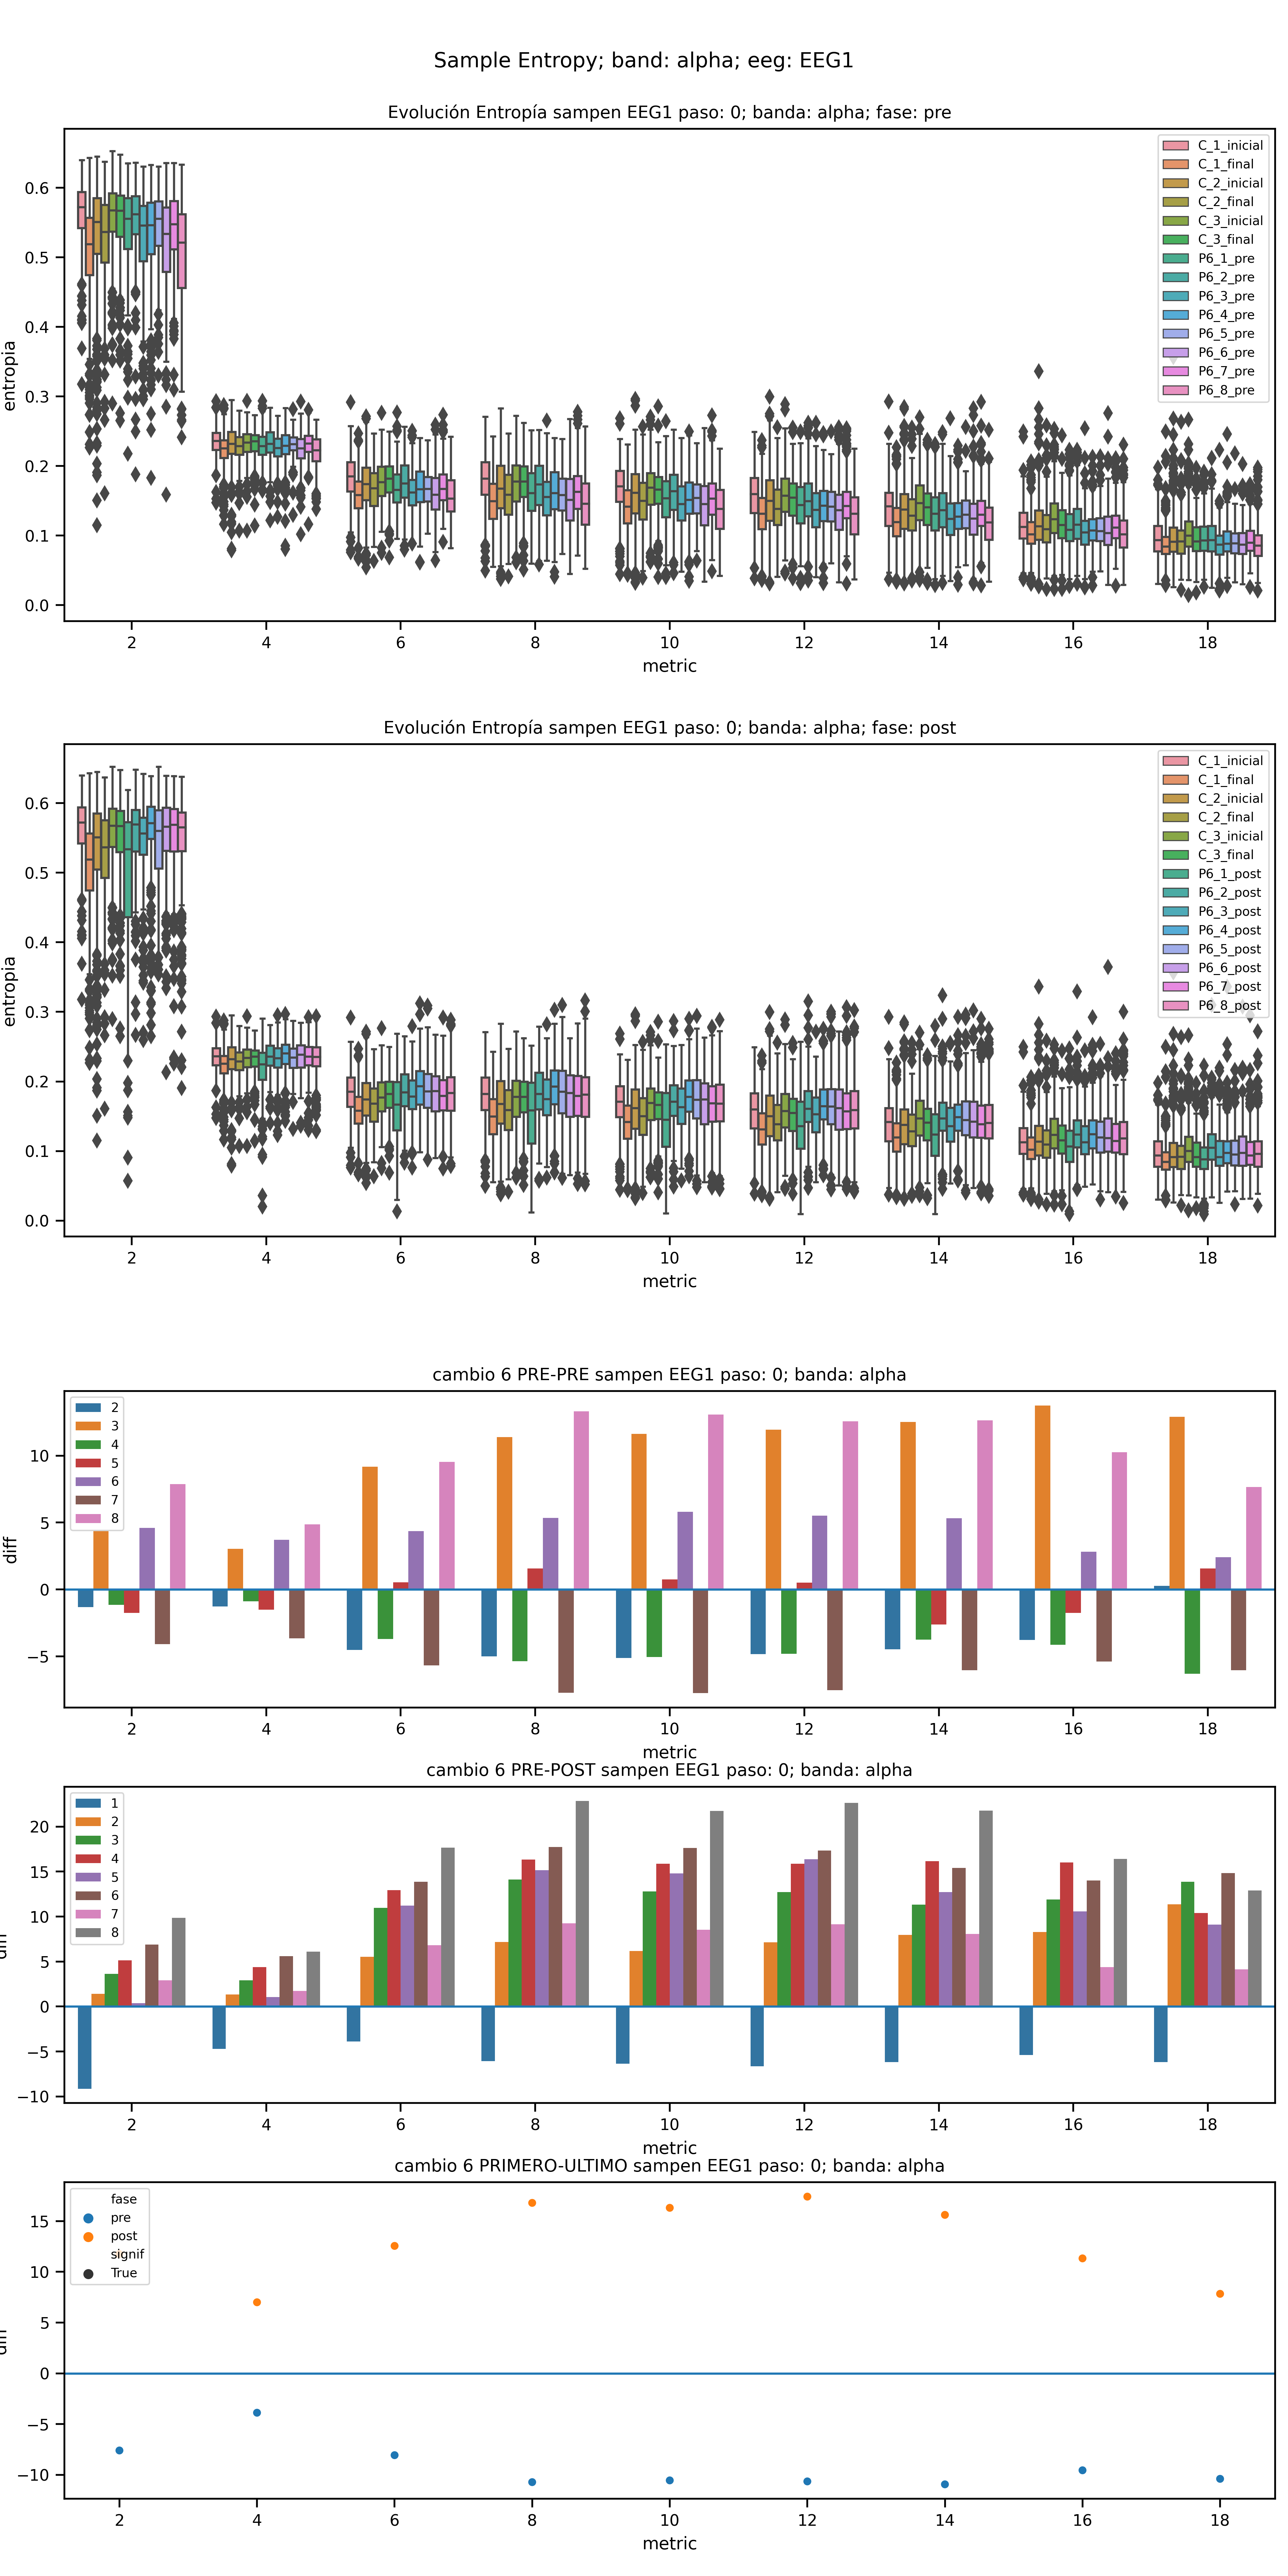 Sample Entropy; band: alpha; eeg: EEG1
Evolución Entropía sampen EEG1 paso: 0; banda: alpha; fase: pre
entropia
0.6
0.5
0.4
0.3
0.2
0.1
0.0
C_1_inicial
C_1_final
C_2_inicial
C_2_final
C_3_inicial
C_3_final
P6_1_pre
P6_2_pre
P6_3_pre
P6_4_pre
P6_5_pre
P6_6_pre
P6_7_pre
P6_8_pre
2 4 6 8 10 12 14 16 18
metric
Evolución Entropía sampen EEG1 paso: 0; banda: alpha; fase: post
entropia
0.6
0.5
0.4
0.3
0.2
0.1
0.0
C_1_inicial
C_1_final
C_2_inicial
C_2_final
C_3_inicial
C_3_final
P6_1_post
P6_2_post
P6_3_post
P6_4_post
P6_5_post
P6_6_post
P6_7_post
P6_8_post
2 4 6 8 10 12 14 16 18
metric
cambio 6 PRE-PRE sampen EEG1 paso: 0; banda: alpha
diff
10
5
0
−5
2
3
4
5
6
7
8
2 4 6 8 10 12 14 16 18
metric
cambio 6 PRE-POST sampen EEG1 paso: 0; banda: alpha
20
15
10
5
0
−5
−10
1
2
3
4
5
6
7
8
2 4 6 8 10 12 14 16 18
metric
cambio 6 PRIMERO-ULTIMO sampen EEG1 paso: 0; banda: alpha
15
10
5
0
−5
−10
fase
pre
post
signif
True
2 4 6 8 10 12 14 16 18
metric